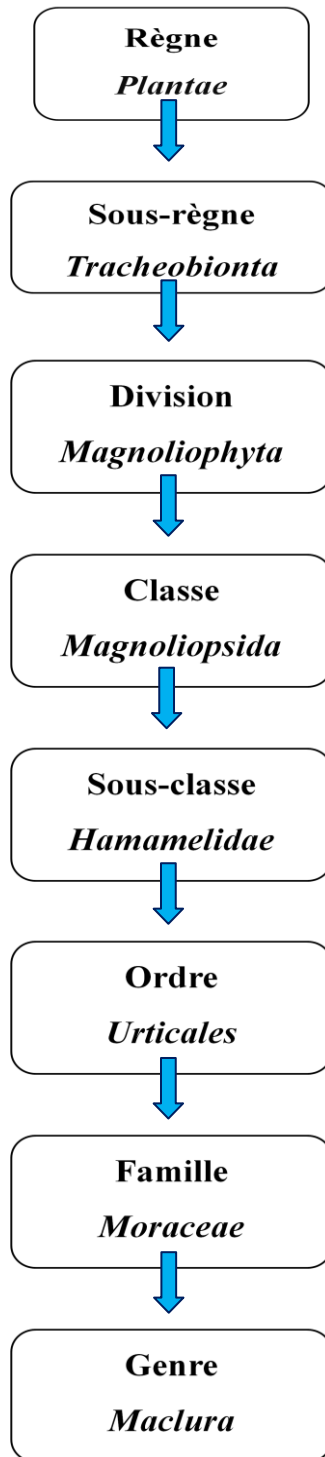 Règne
Plantae
Sous-règne
Tracheobionta
Division
Magnoliophyta
Classe
Magnoliopsida
Sous-classe
Hamamelidae
Ordre
Urticales
Famille
Moraceae
Genre
Maclura